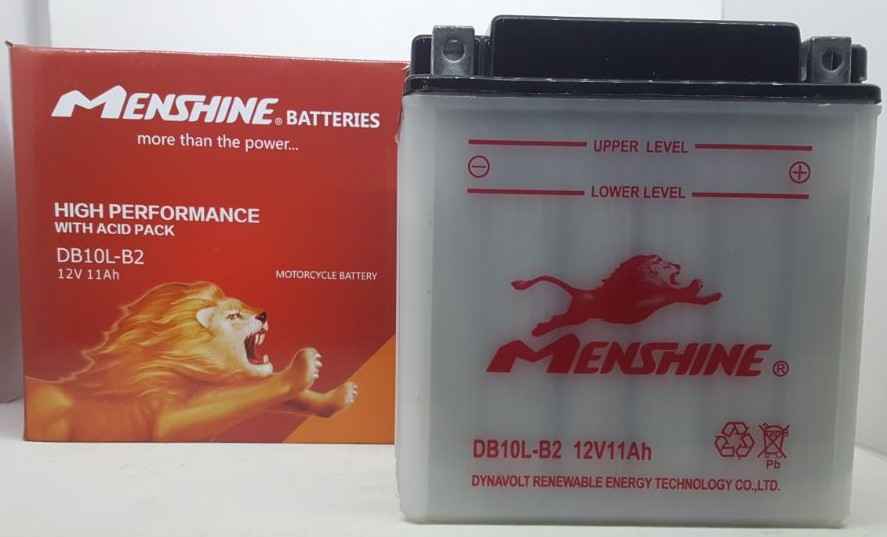 MENSHINE® BATTERIES
more than the power...
HIGH PERFORMANCE
WITH ACID PACK
DB10L-B2
12V 11Ah
MOTORCYCLE BATTERY
UPPER LEVEL
- +
LOWER LEVEL
MENSHINE®
DB10L-B2 12V11Ah
Pb
DYNAVOLT RENEWABLE ENERGY TECHNOLOGY CO.,LTD.